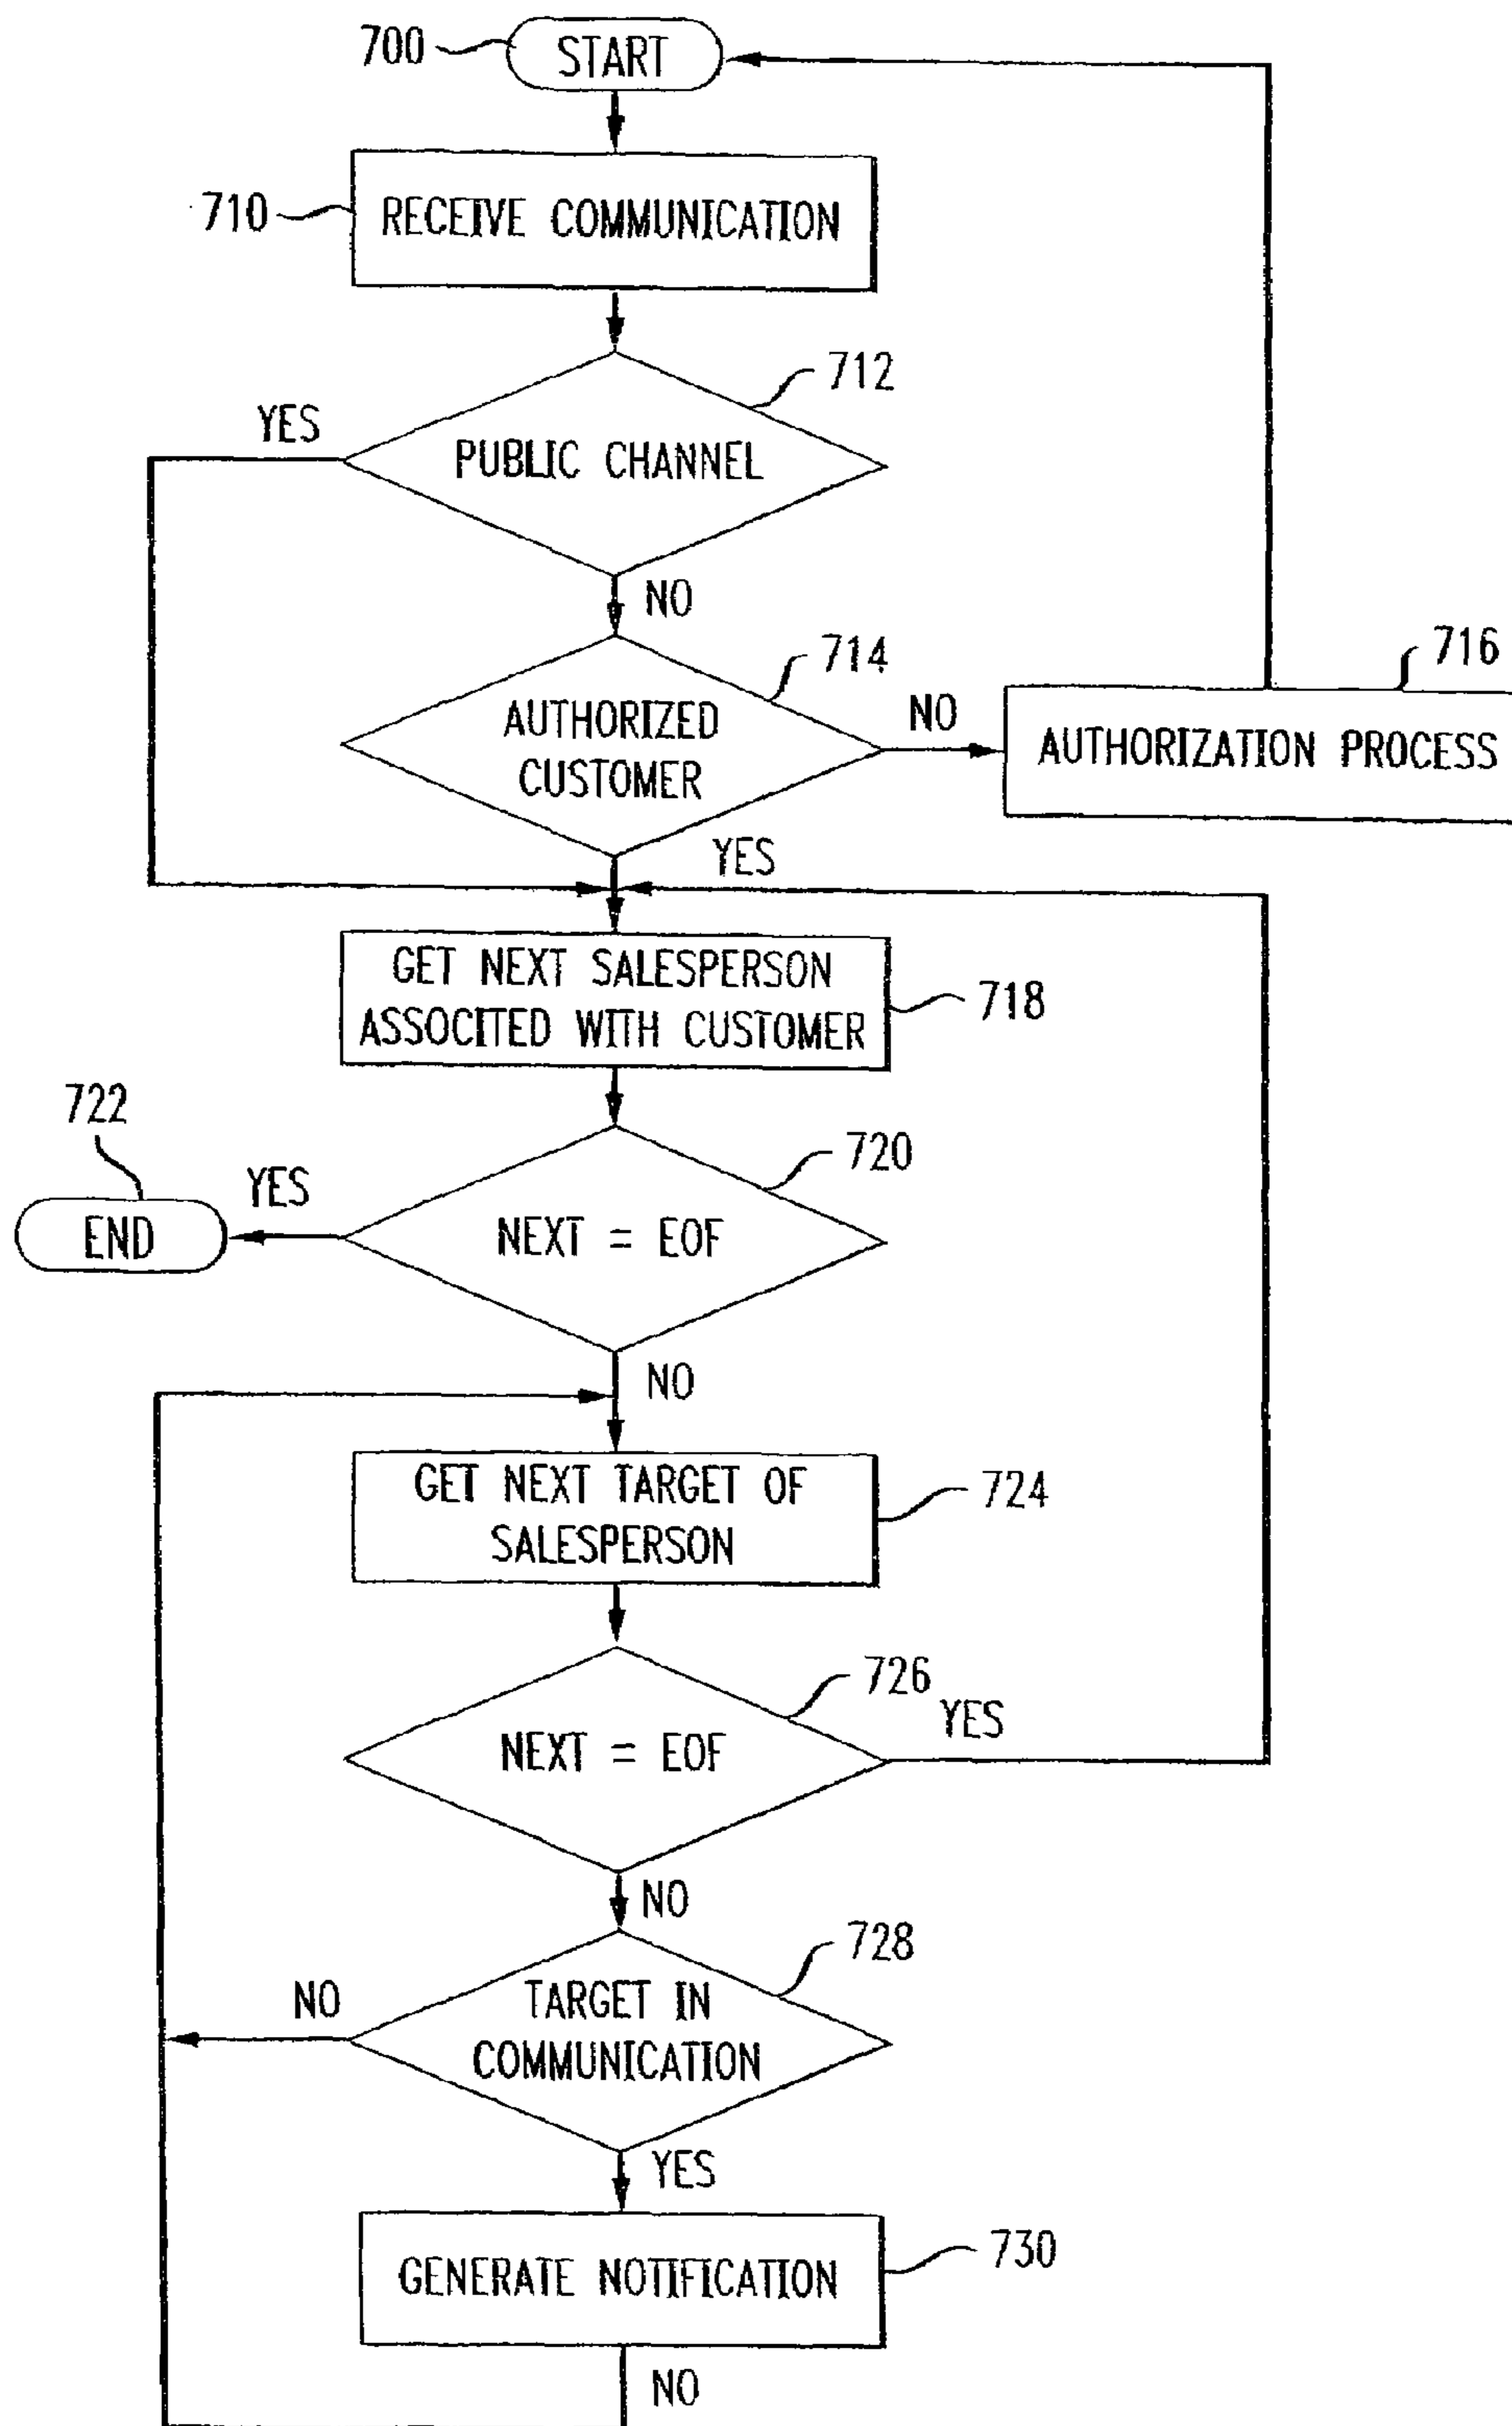 700
START
710
RECEIVE COMMUNICATION
712
YES
PUBLIC CHANNEL
NO
714
716
AUTHORIZED
CUSTOMER
NO
AUTHORIZATION PROCESS
YES
GET NEXT SALESPERSON
ASSOCITED WITH CUSTOMER
718
722
720
YES
END
NEXT = EOF
NO
GET NEXT TARGET OF
SALESPERSON
724
726
YES
NEXT = EOF
NO
728
NO
TARGET IN
COMMUNICATION
YES
730
GENERATE NOTIFICATION
NO